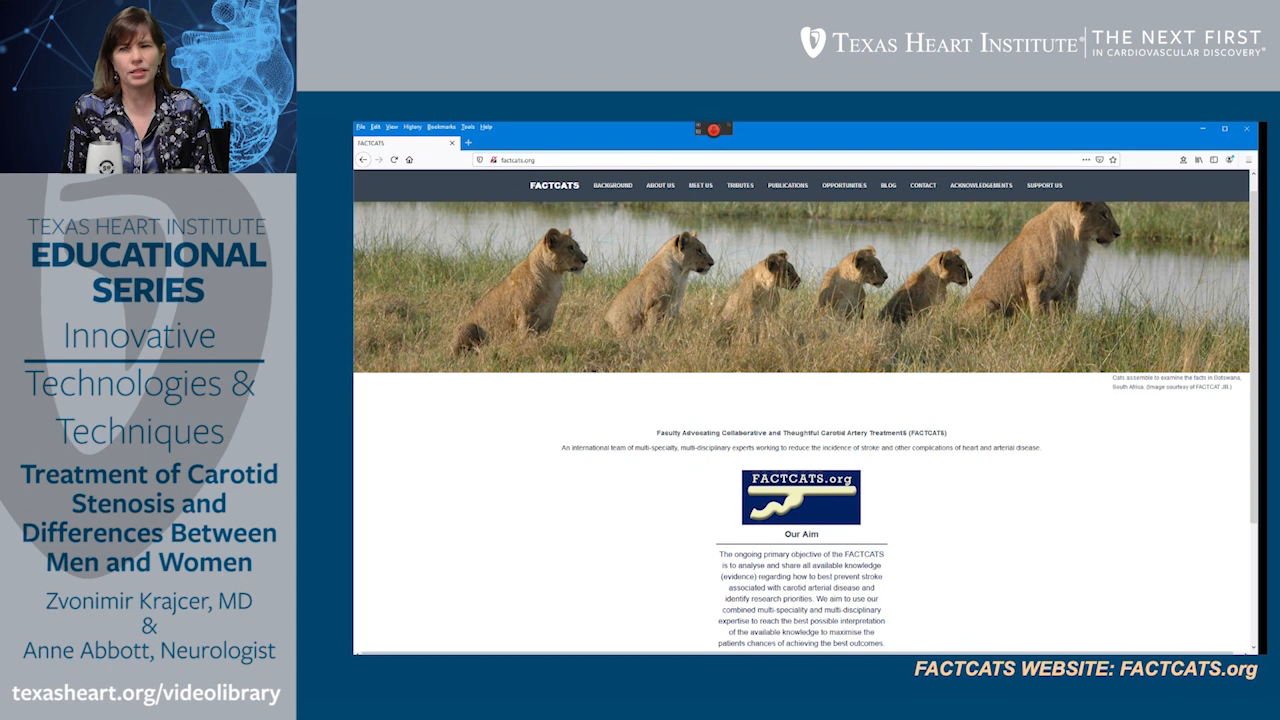 TEXAS HEART INSTITUTE®
THE NEXT FIRST
IN CARDIOVASCULAR DISCOVERY®
TEXAS HEART INSTITUTE
EDUCATIONAL
SERIES
Innovative
Technologies &
Techniques
Treatment of Carotid
Stenosis and
Differences Between
Men and Women
Zvonimir Krajcer, MD
&
Anne Abbott, Neurologist
texasheart.org/videolibrary
File Edit View History Bookmarks Tools Help
FACTCATS
factcats.org
FACTCATS BACKGROUND ABOUT US MEET US TRIBUTES PUBLICATIONS OPPORTUNITIES BLOG CONTACT ACKNOWLEDGEMENTS SUPPORT US
Cats assemble to examine the facts in Botswana,
South Africa. (Image courtesy of FACTCAT JB.)
Faculty Advocating Collaborative and Thoughtful Carotid Artery Treatments (FACTCATS)
An international team of multi-specialty, multi-disciplinary experts working to reduce the incidence of stroke and other complications of heart and arterial disease.
FACTCATS.org
Our Aim
The ongoing primary objective of the FACTCATS
is to analyse and share all available knowledge
(evidence) regarding how to best prevent stroke
associated with carotid arterial disease and
identify research priorities. We aim to use our
combined multi-speciality and multi-disciplinary
expertise to reach the best possible interpretation
of the available knowledge to maximise the
patients chances of achieving the best outcomes.
FACTCATS WEBSITE: FACTCATS.org